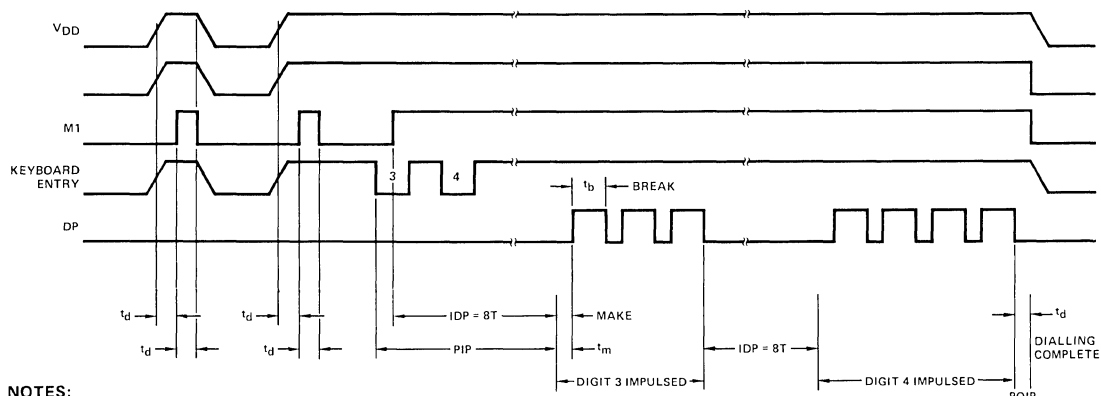 VDD
M1
KEYBOARD
ENTRY
3
4
tb
BREAK
DP
td
td
IDP = 8T
MAKE
td
td
td
PIP
tm
IDP = 8T
DIALLING
COMPLETE
DIGIT 3 IMPULSED
DIGIT 4 IMPULSED
NOTES: